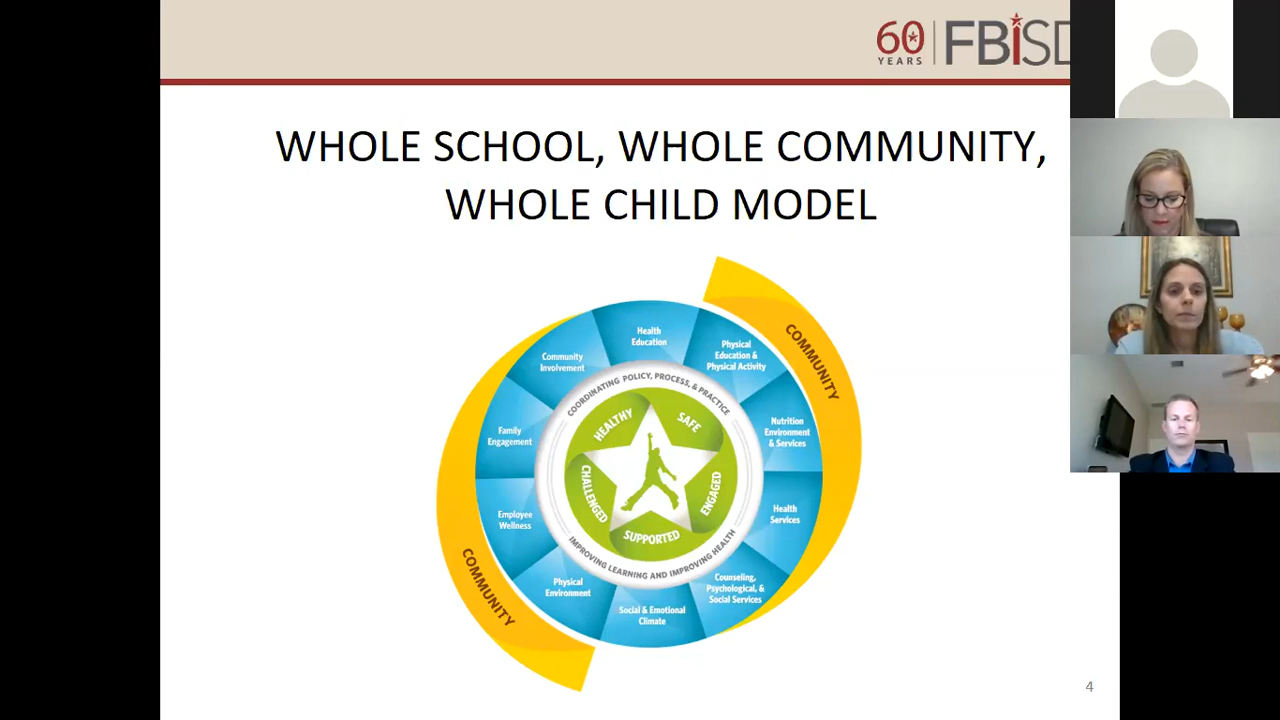 60
YEARS
FBiSD
WHOLE SCHOOL, WHOLE COMMUNITY,
WHOLE CHILD MODEL
COMMUNITY
Health
Education
Physical
Education &
Physical Activity
Nutrition
Environment
& Services
Health
Services
Counseling,
Psychological, &
Social Services
Social & Emotional
Climate
Physical
Environment
Employee
Wellness
Family
Engagement
Community
Involvement
COORDINATING POLICY, PROCESS, & PRACTICE
IMPROVING LEARNING AND IMPROVING HEALTH
HEALTHY
SAFE
ENGAGED
SUPPORTED
CHALLENGED
COMMUNITY
4